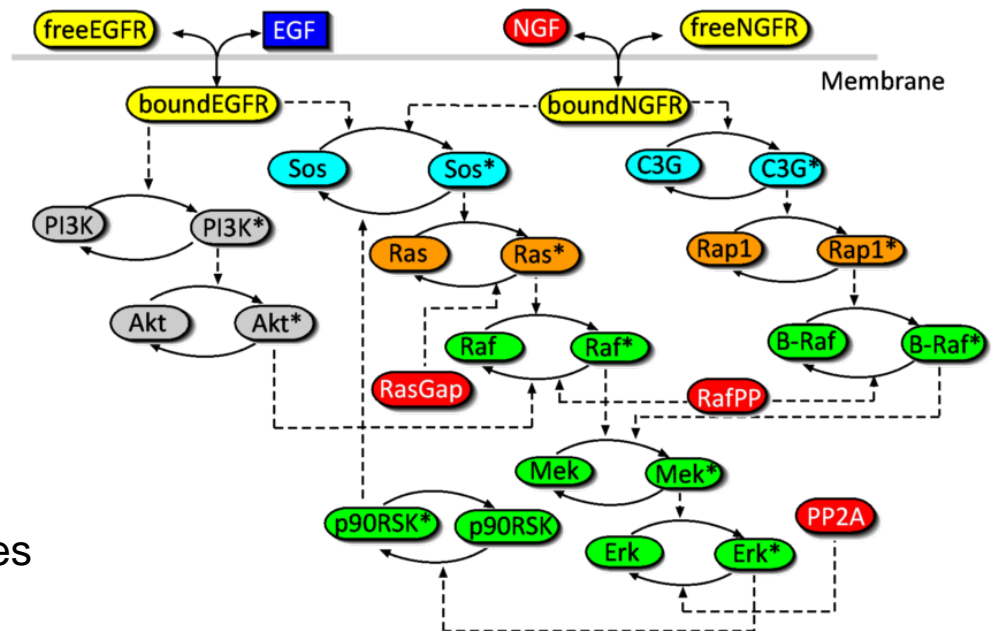 freeEGFR
EGF
NGF
freeNGFR
Membrane
boundEGFR
boundNGFR
Sos
Sos*
C3G
C3G*
PI3K
PI3K*
Ras
Ras*
Rap1
Rap1*
Akt
Akt*
Raf
Raf*
B-Raf
B-Raf*
RasGap
RafPP
Mek
Mek*
p90RSK*
p90RSK
PP2A
Erk
Erk*
es